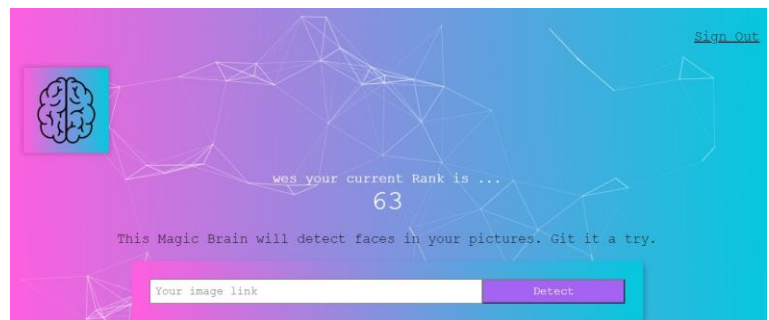 Sign Out
wes your current Rank is ...
63
This Magic Brain will detect faces in your pictures. Git it a try.
Your image link
Detect